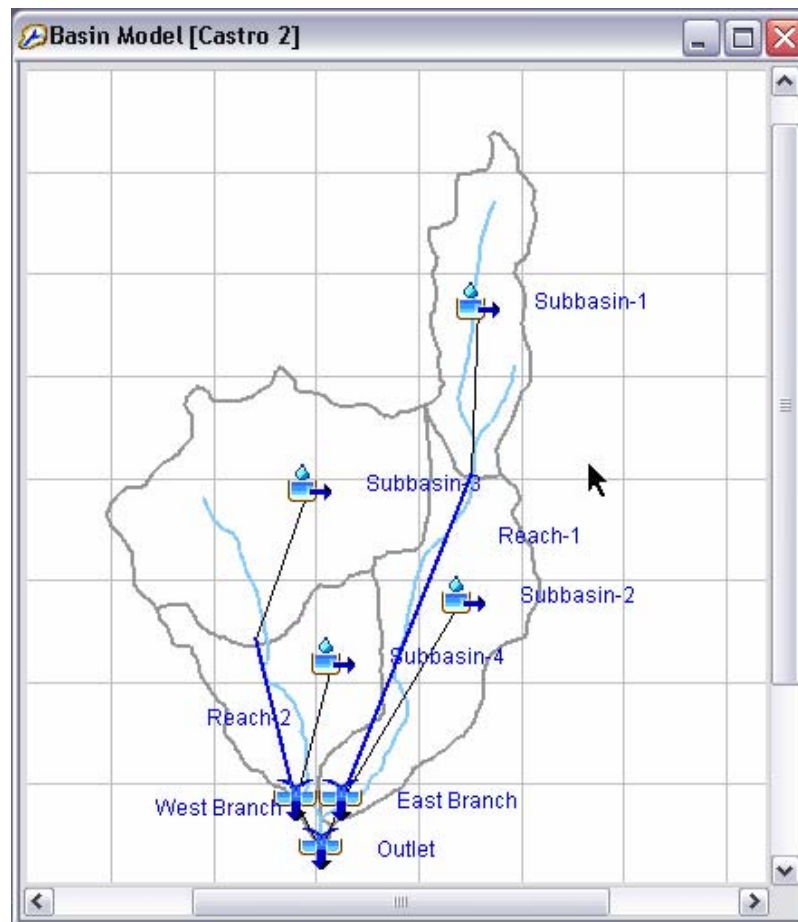 Basin Model [Castro 2]
Subbasin-1
Subbasin-3
Reach-1
Subbasin-2
Subbasin-4
Reach-2
West Branch
East Branch
Outlet